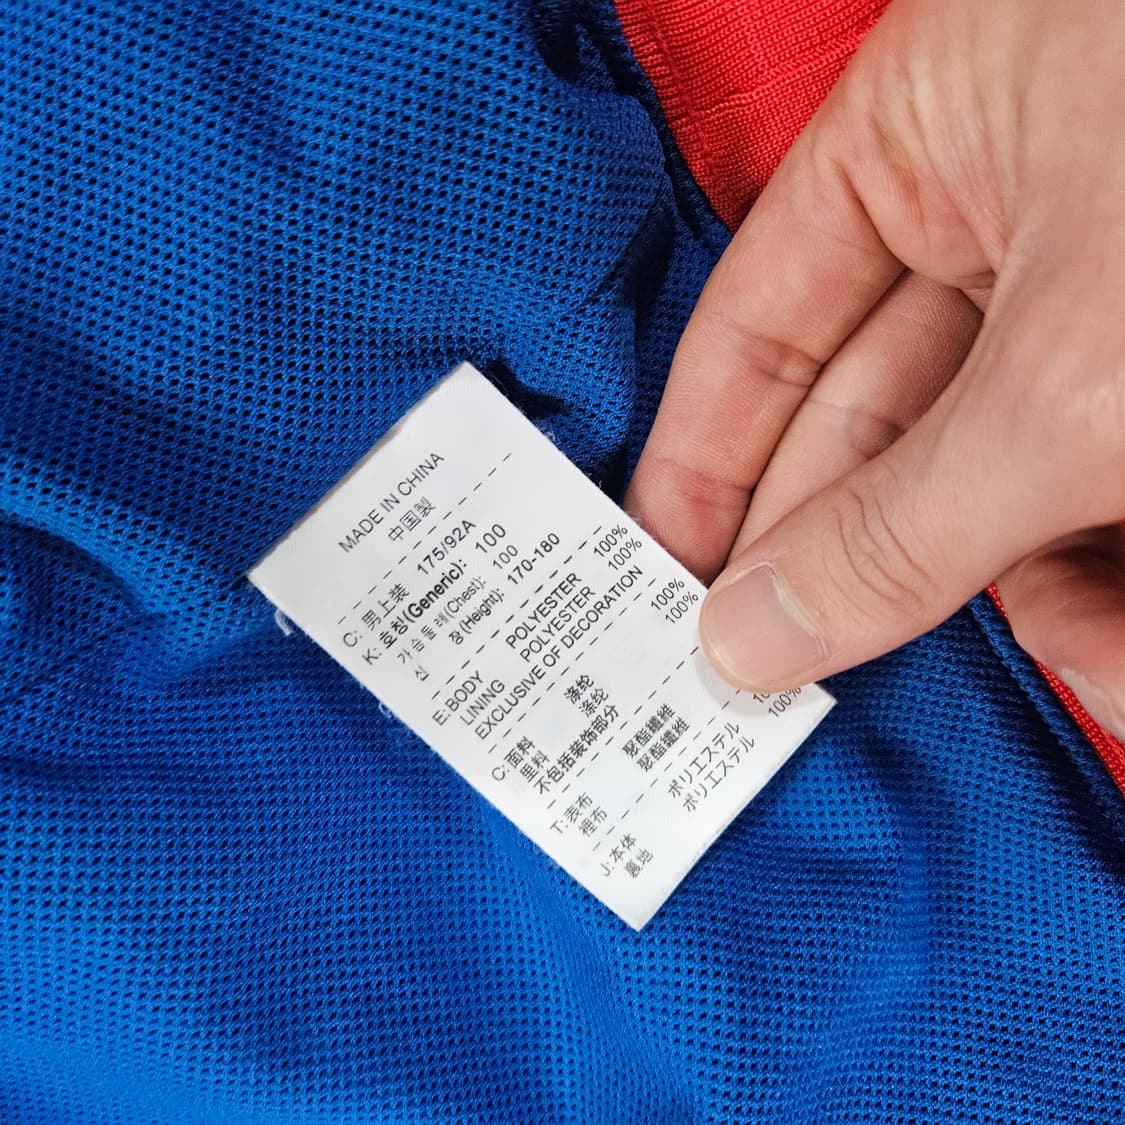 MADE IN CHINA
中国製
C: 男上装 175/92A
K: 호칭(Generic): 100
가슴둘레(Chest): 100
신 장(Height): 170-180
E: BODY POLYESTER 100%
LINING POLYESTER 100%
EXCLUSIVE OF DECORATION
C: 面料 涤纶 100%
里料 涤纶 100%
不包括装饰部分
T: 表布 聚酯纖維
裡布 聚酯纖維
J: 本体 ポリエステル 10
裏地 ポリエステル 100%